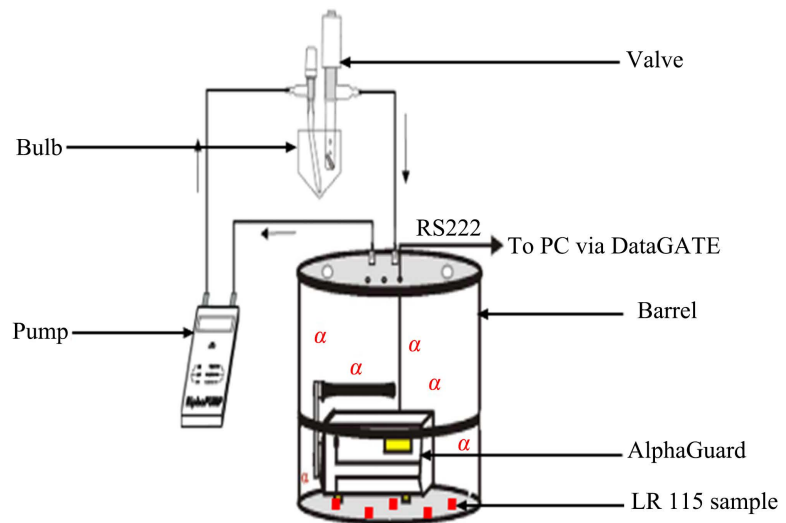 Valve
Bulb
RS222
To PC via DataGATE
Barrel
Pump
α
α
α
α
α
α
AlphaGuard
LR 115 sample